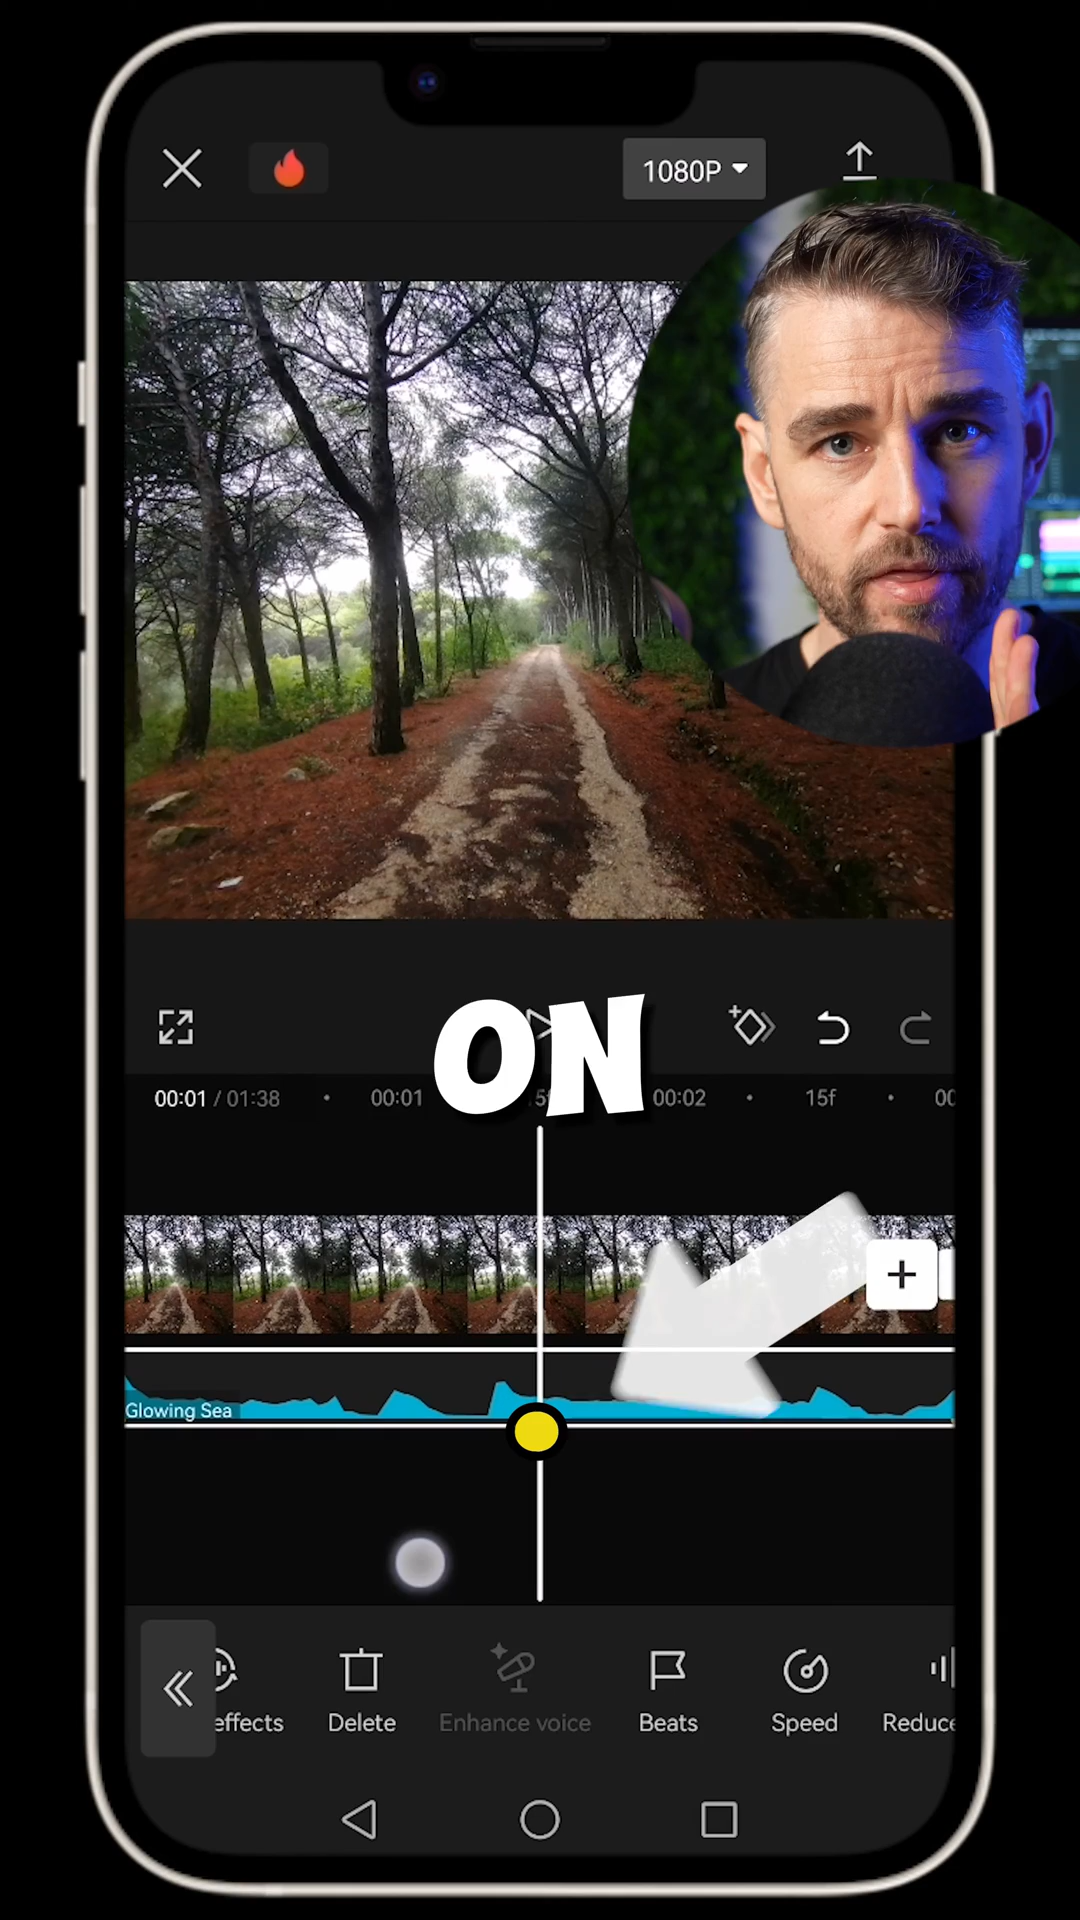 1080P
ON
00:01 / 01:38
00:01
00:02
15f
00
Glowing Sea
effects
Delete
Enhance voice
Beats
Speed
Reduce